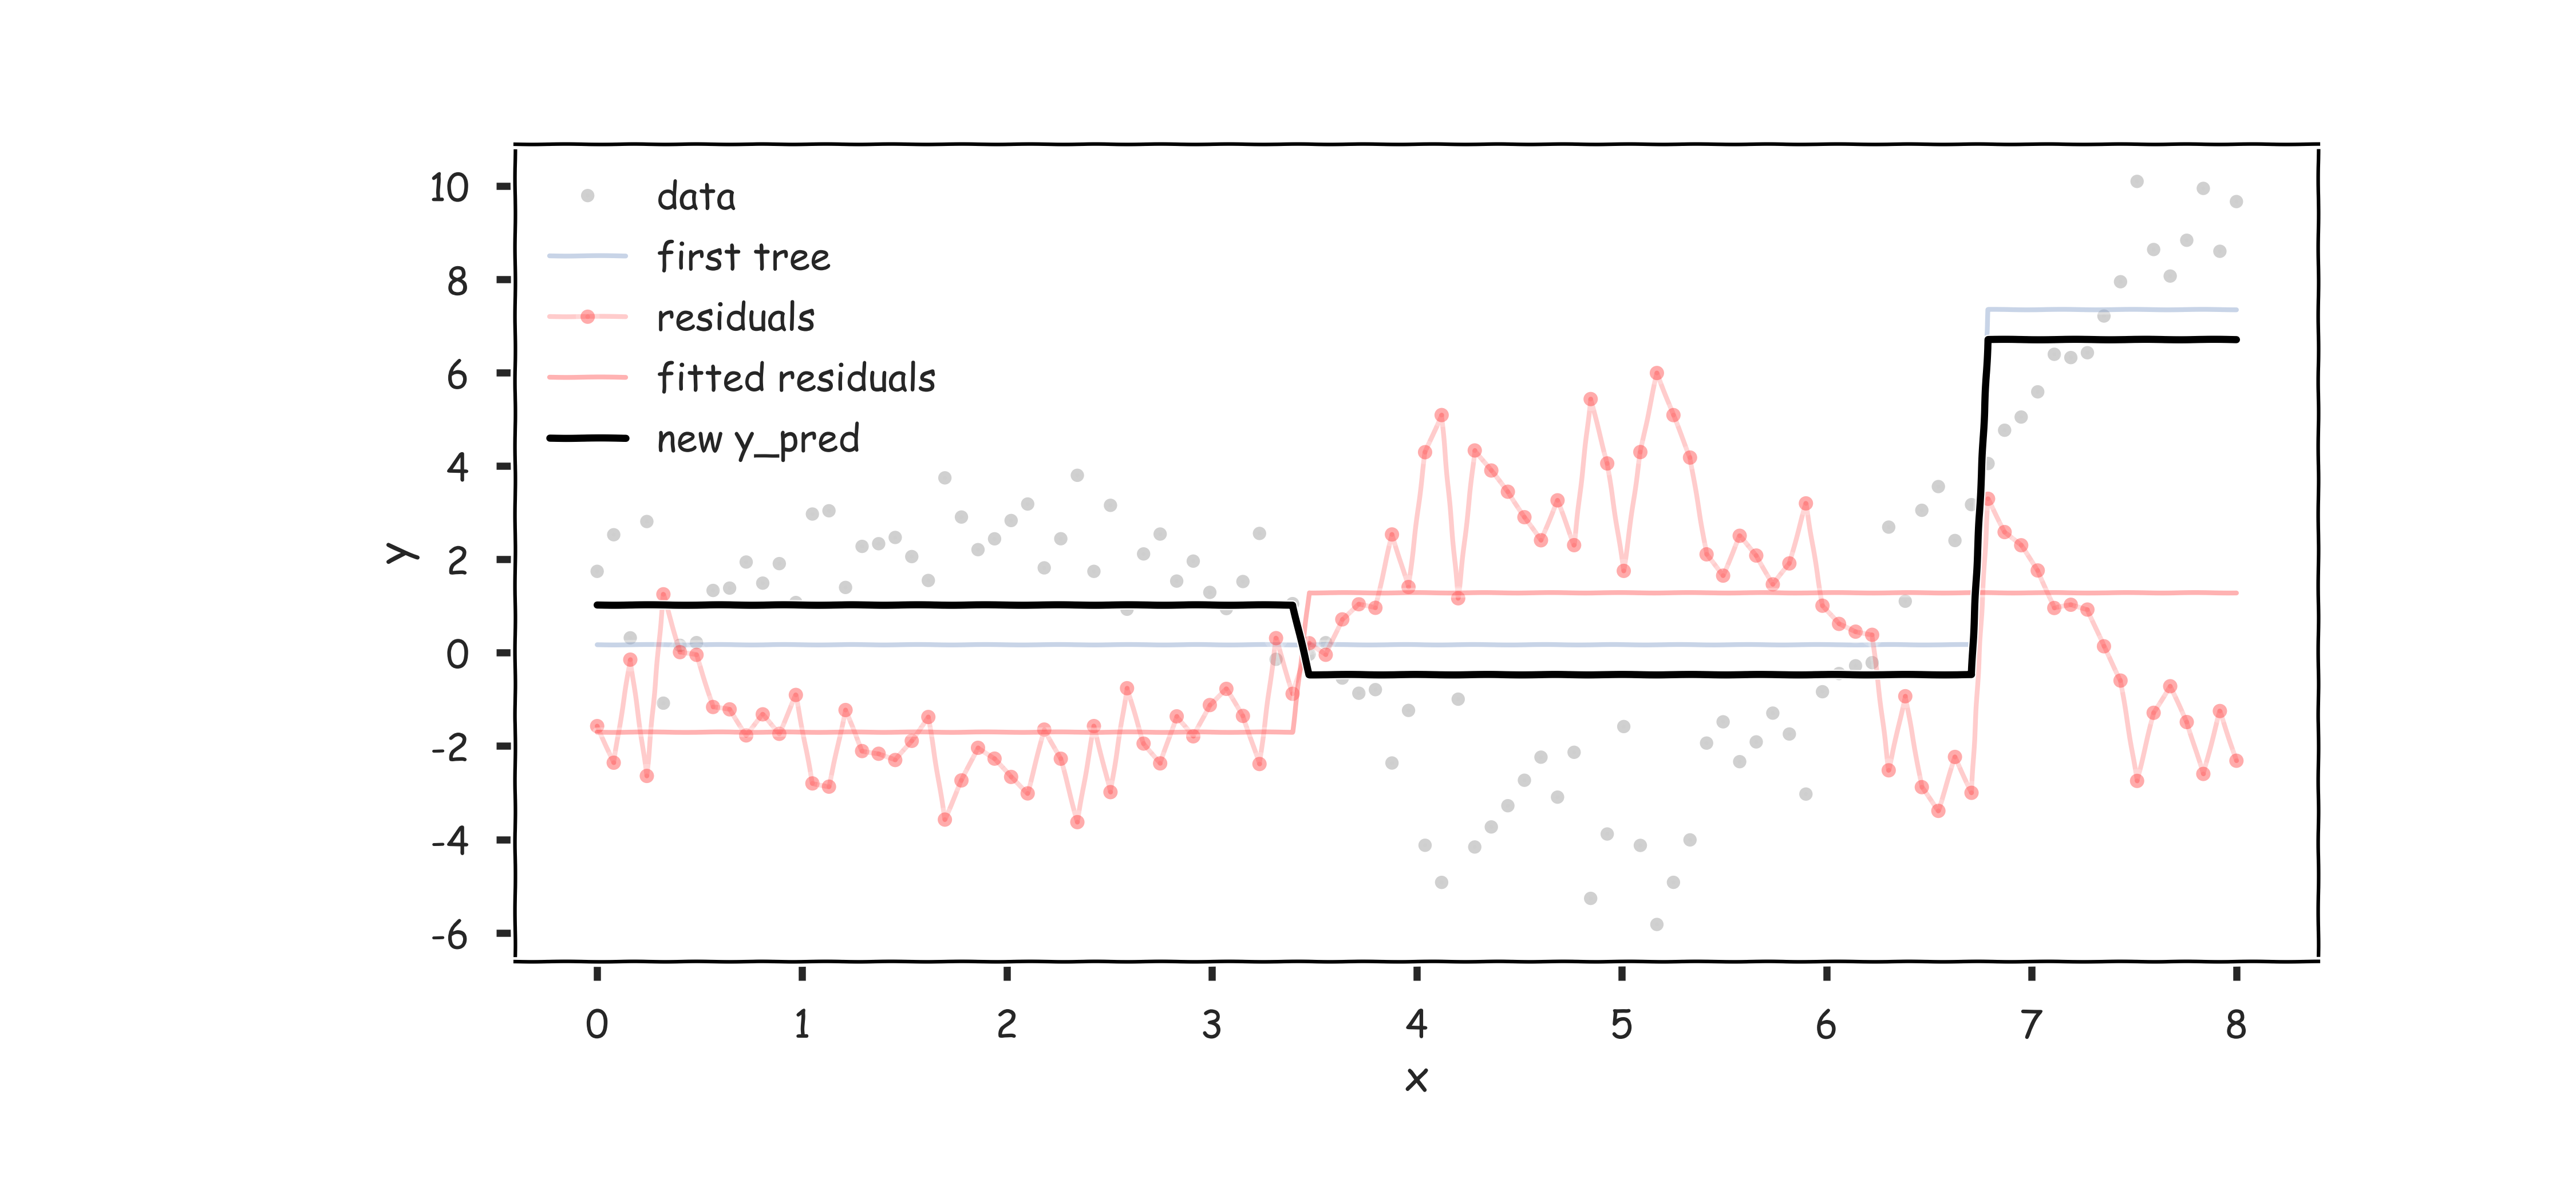 data
first tree
residuals
fitted residuals
new y_pred
10
8
6
4
2
0
-2
-4
-6
y
0 1 2 3 4 5 6 7 8
x